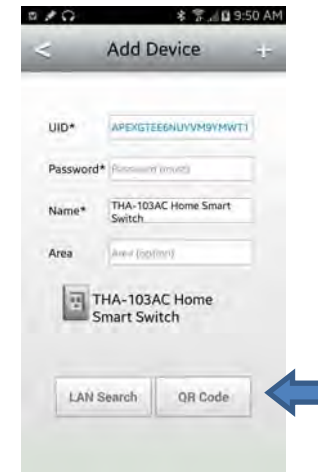 9:50 AM
< Add Device +
UID* APEXGTEE6NUYVM9YMWT1
Password* Password (must)
Name* THA-103AC Home Smart
Switch
Area Area (option)
THA-103AC Home
Smart Switch
LAN Search QR Code